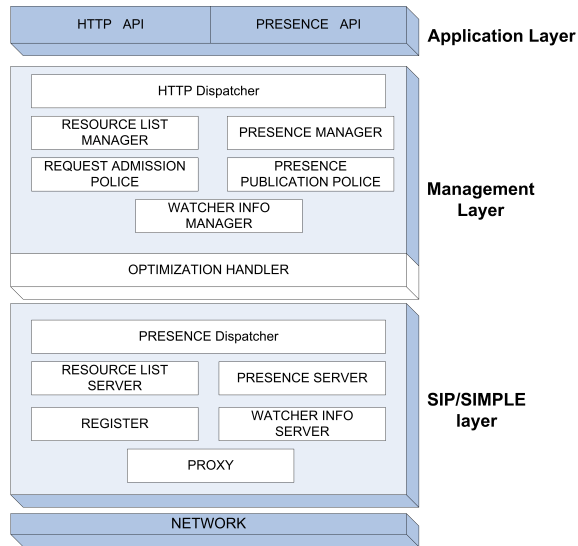 HTTP API
PRESENCE API
Application Layer
HTTP Dispatcher
RESOURCE LIST
MANAGER
PRESENCE MANAGER
REQUEST ADMISSION
POLICE
PRESENCE
PUBLICATION POLICE
WATCHER INFO
MANAGER
Management
Layer
OPTIMIZATION HANDLER
PRESENCE Dispatcher
RESOURCE LIST
SERVER
PRESENCE SERVER
REGISTER
WATCHER INFO
SERVER
PROXY
SIP/SIMPLE
layer
NETWORK